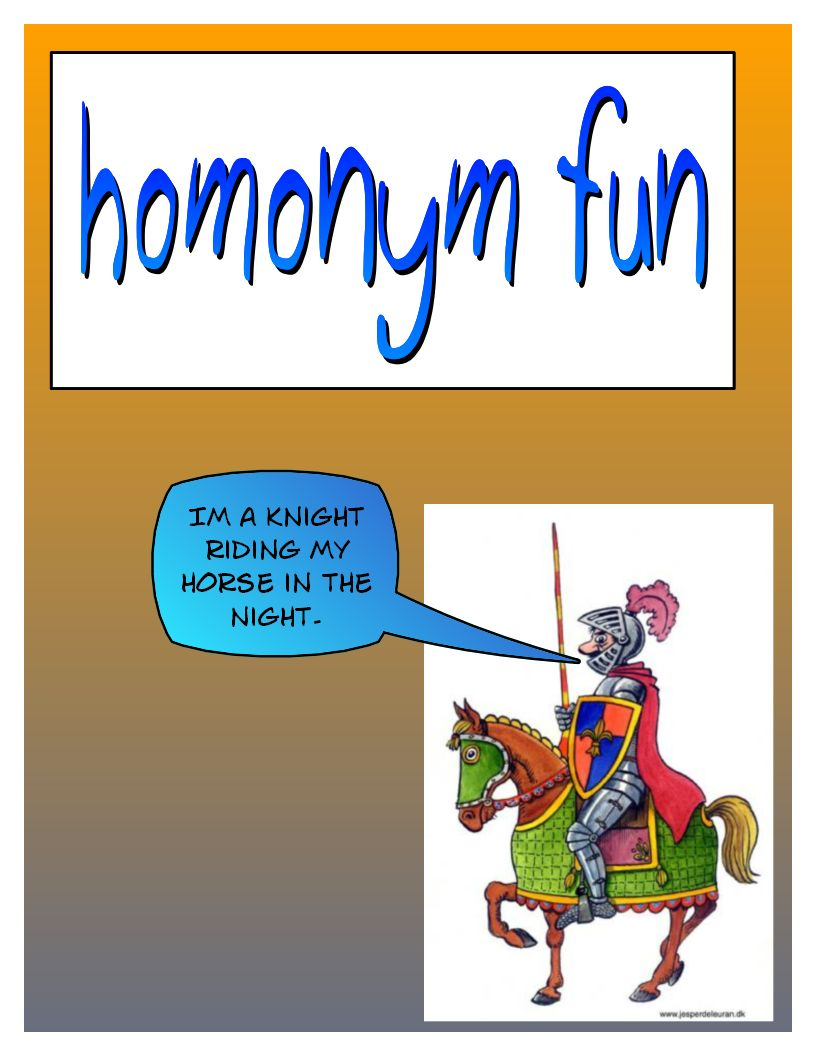 homonym fun
IM A KNIGHT
RIDING MY
HORSE IN THE
NIGHT.
www.jesperdeleuran.dk